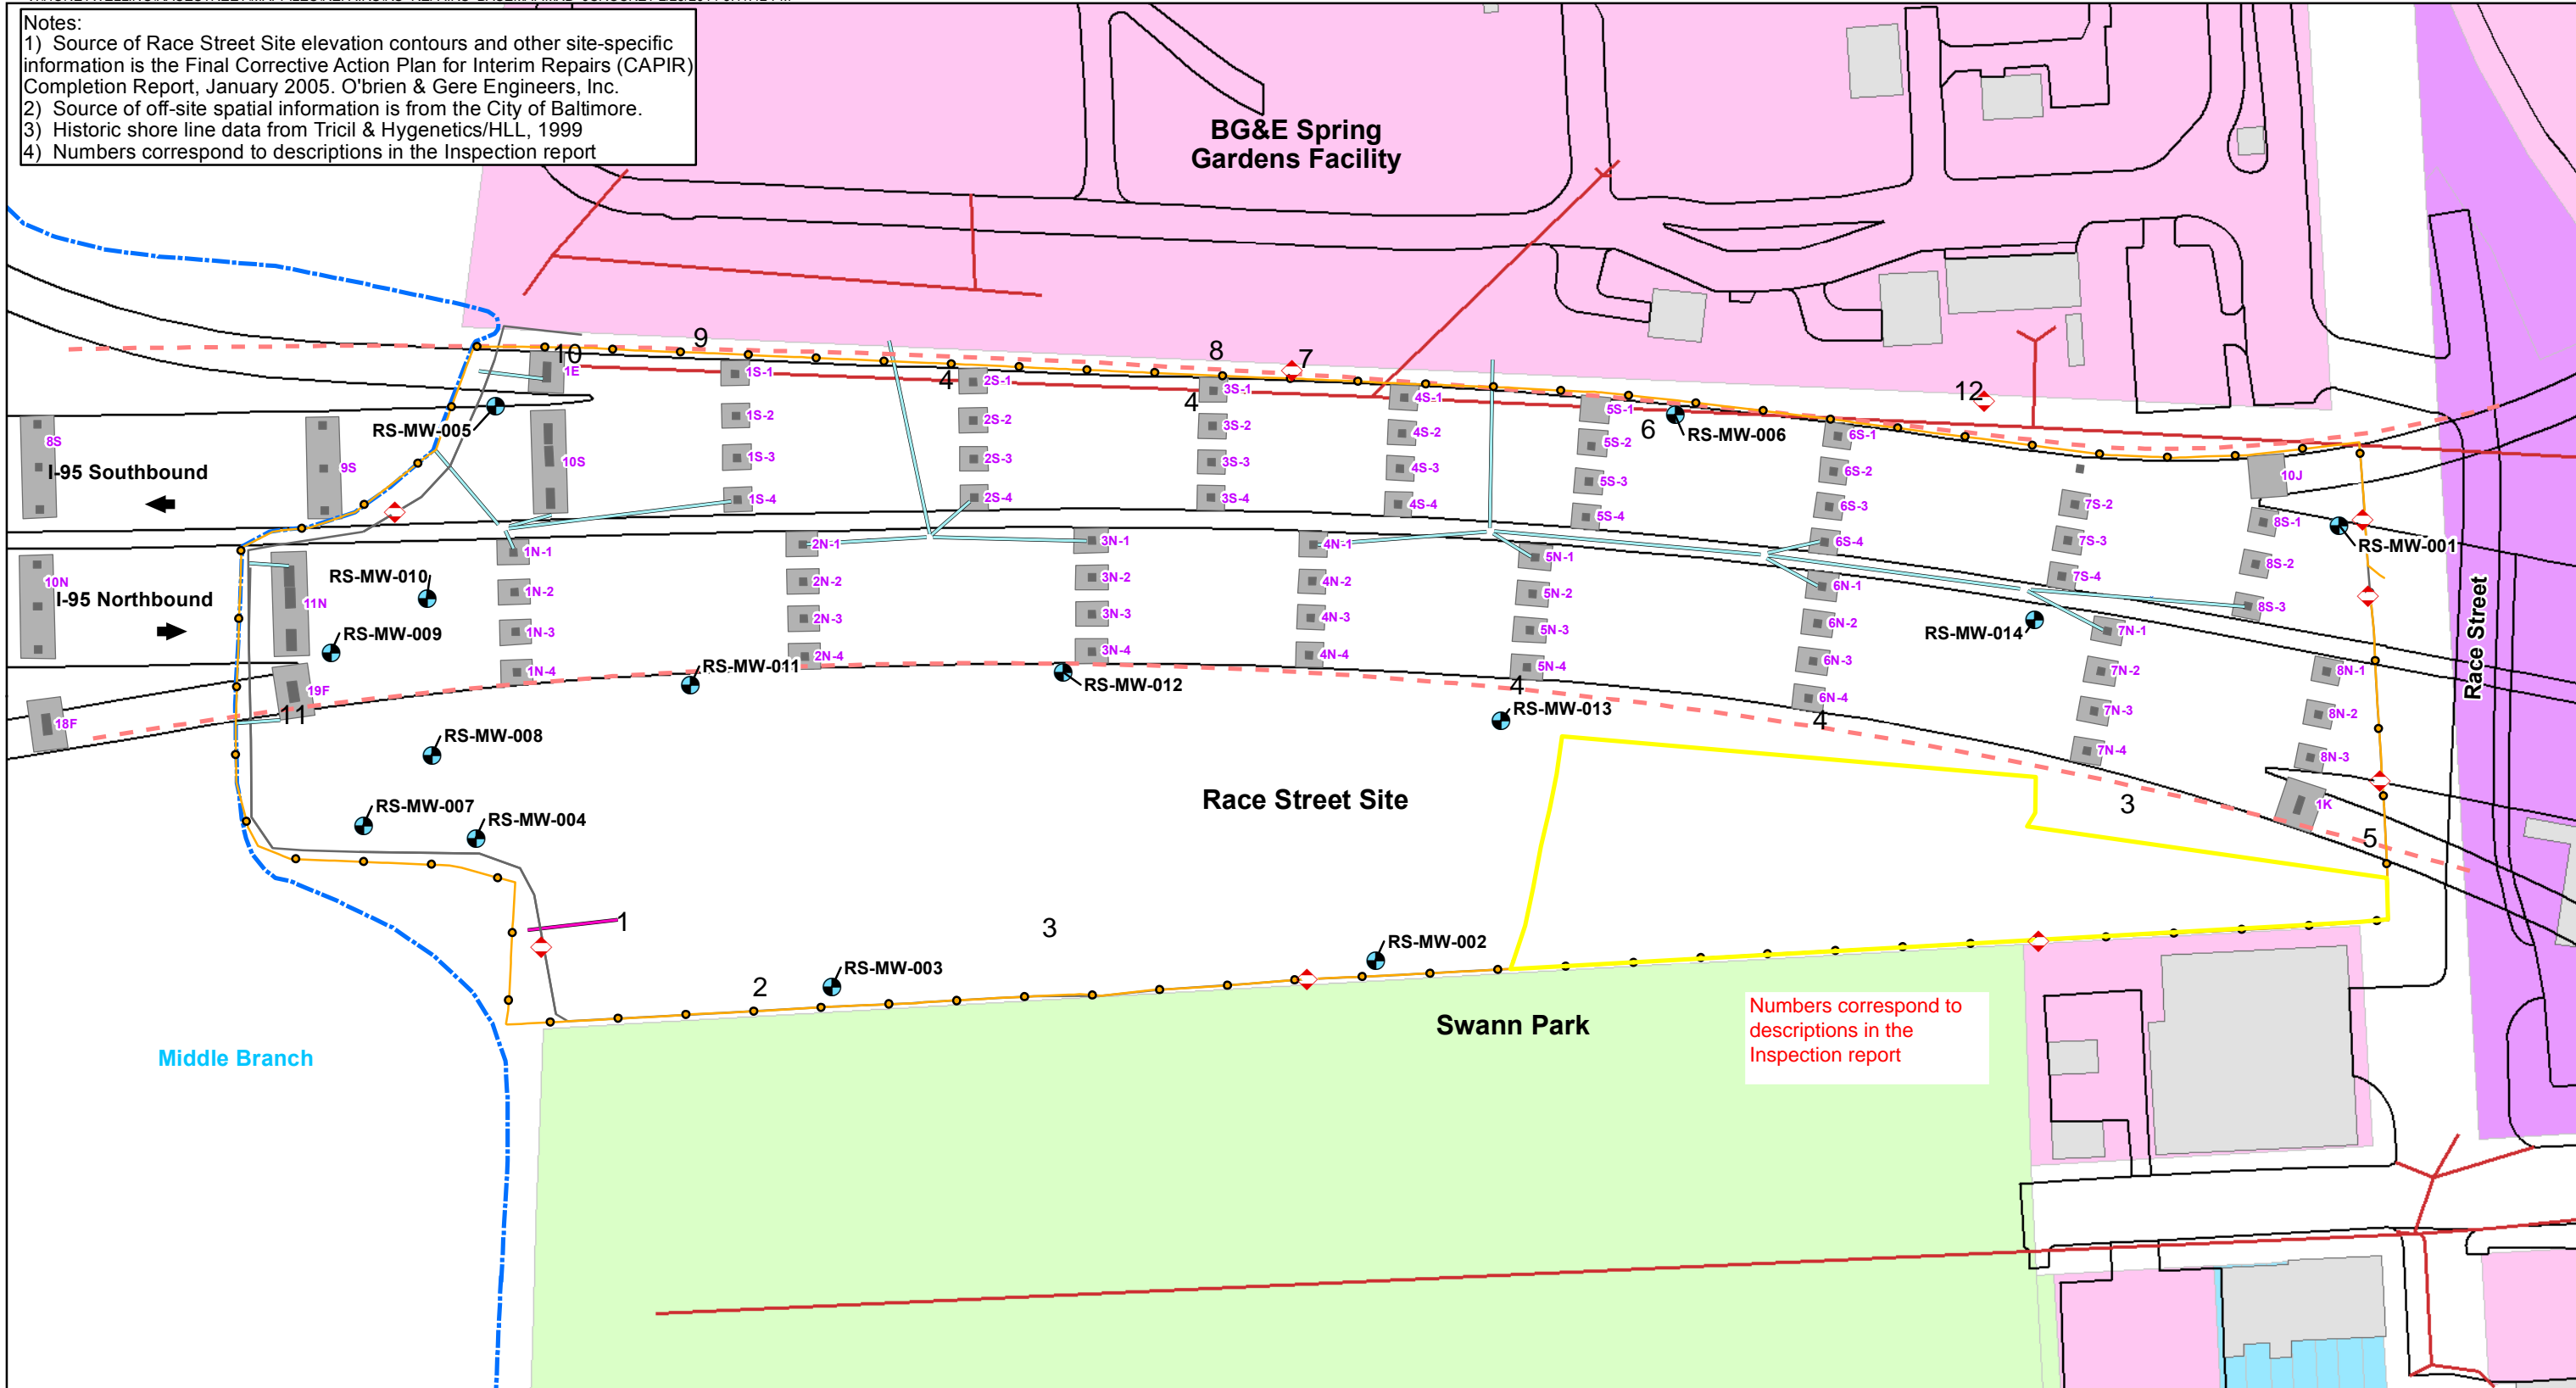 Notes:
1) Source of Race Street Site elevation contours and other site-specific
information is the Final Corrective Action Plan for Interim Repairs (CAPIR)
Completion Report, January 2005. O'brien & Gere Engineers, Inc.
2) Source of off-site spatial information is from the City of Baltimore.
3) Historic shore line data from Tricil & Hygenetics/HLL, 1999
4) Numbers correspond to descriptions in the Inspection report
BG&E Spring
Gardens Facility
9
8
7
10
12
1E
1S-1
4
2S-1
3S-1
4
4S-1
5S-1
6
RS-MW-006
6S-1
RS-MW-005
1S-2
2S-2
3S-2
4S-2
5S-2
6S-2
8S
I-95 Southbound
9S
10S
1S-3
2S-3
3S-3
4S-3
5S-3
6S-3
10J
1S-4
2S-4
3S-4
4S-4
5S-4
6S-4
7S-2
7S-3
7S-4
8S-1
8S-2
8S-3
RS-MW-001
Race Street
10N
I-95 Northbound
11N
RS-MW-010
RS-MW-009
1N-1
1N-2
1N-3
1N-4
2N-1
2N-2
2N-3
2N-4
3N-1
3N-2
3N-3
3N-4
4N-1
4N-2
4N-3
4N-4
5N-1
5N-2
5N-3
5N-4
6N-1
6N-2
6N-3
6N-4
RS-MW-014
7N-1
7N-2
7N-3
7N-4
8N-1
8N-2
8N-3
18F
19F
11
RS-MW-011
RS-MW-012
4
RS-MW-013
4
RS-MW-008
RS-MW-007
RS-MW-004
Race Street Site
3
1K
5
1
3
2
RS-MW-003
RS-MW-002
Swann Park
Middle Branch
Numbers correspond to
descriptions in the
Inspection report